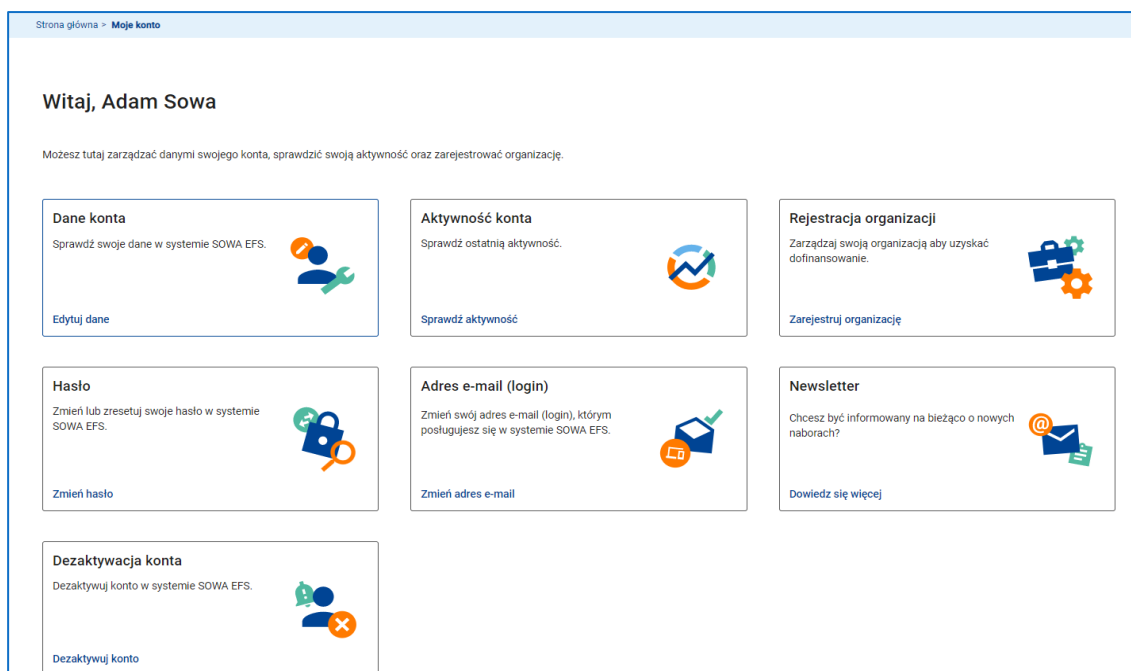 Strona główna > Moje konto
Witaj, Adam Sowa
Możesz tutaj zarządzać danymi swojego konta, sprawdzić swoją aktywność oraz zarejestrować organizację.
Dane konta
Sprawdź swoje dane w systemie SOWA EFS.
Edytuj dane
Aktywność konta
Sprawdź ostatnią aktywność.
Sprawdź aktywność
Rejestracja organizacji
Zarządzaj swoją organizacją aby uzyskać
dofinansowanie.
Zarejestruj organizację
Hasło
Zmień lub zresetuj swoje hasło w systemie
SOWA EFS.
Zmień hasło
Adres e-mail (login)
Zmień swój adres e-mail (login), którym
posługujesz się w systemie SOWA EFS.
Zmień adres e-mail
Newsletter
Chcesz być informowany na bieżąco o nowych
naborach?
Dowiedz się więcej
Dezaktywacja konta
Dezaktywuj konto w systemie SOWA EFS.
Dezaktywuj konto